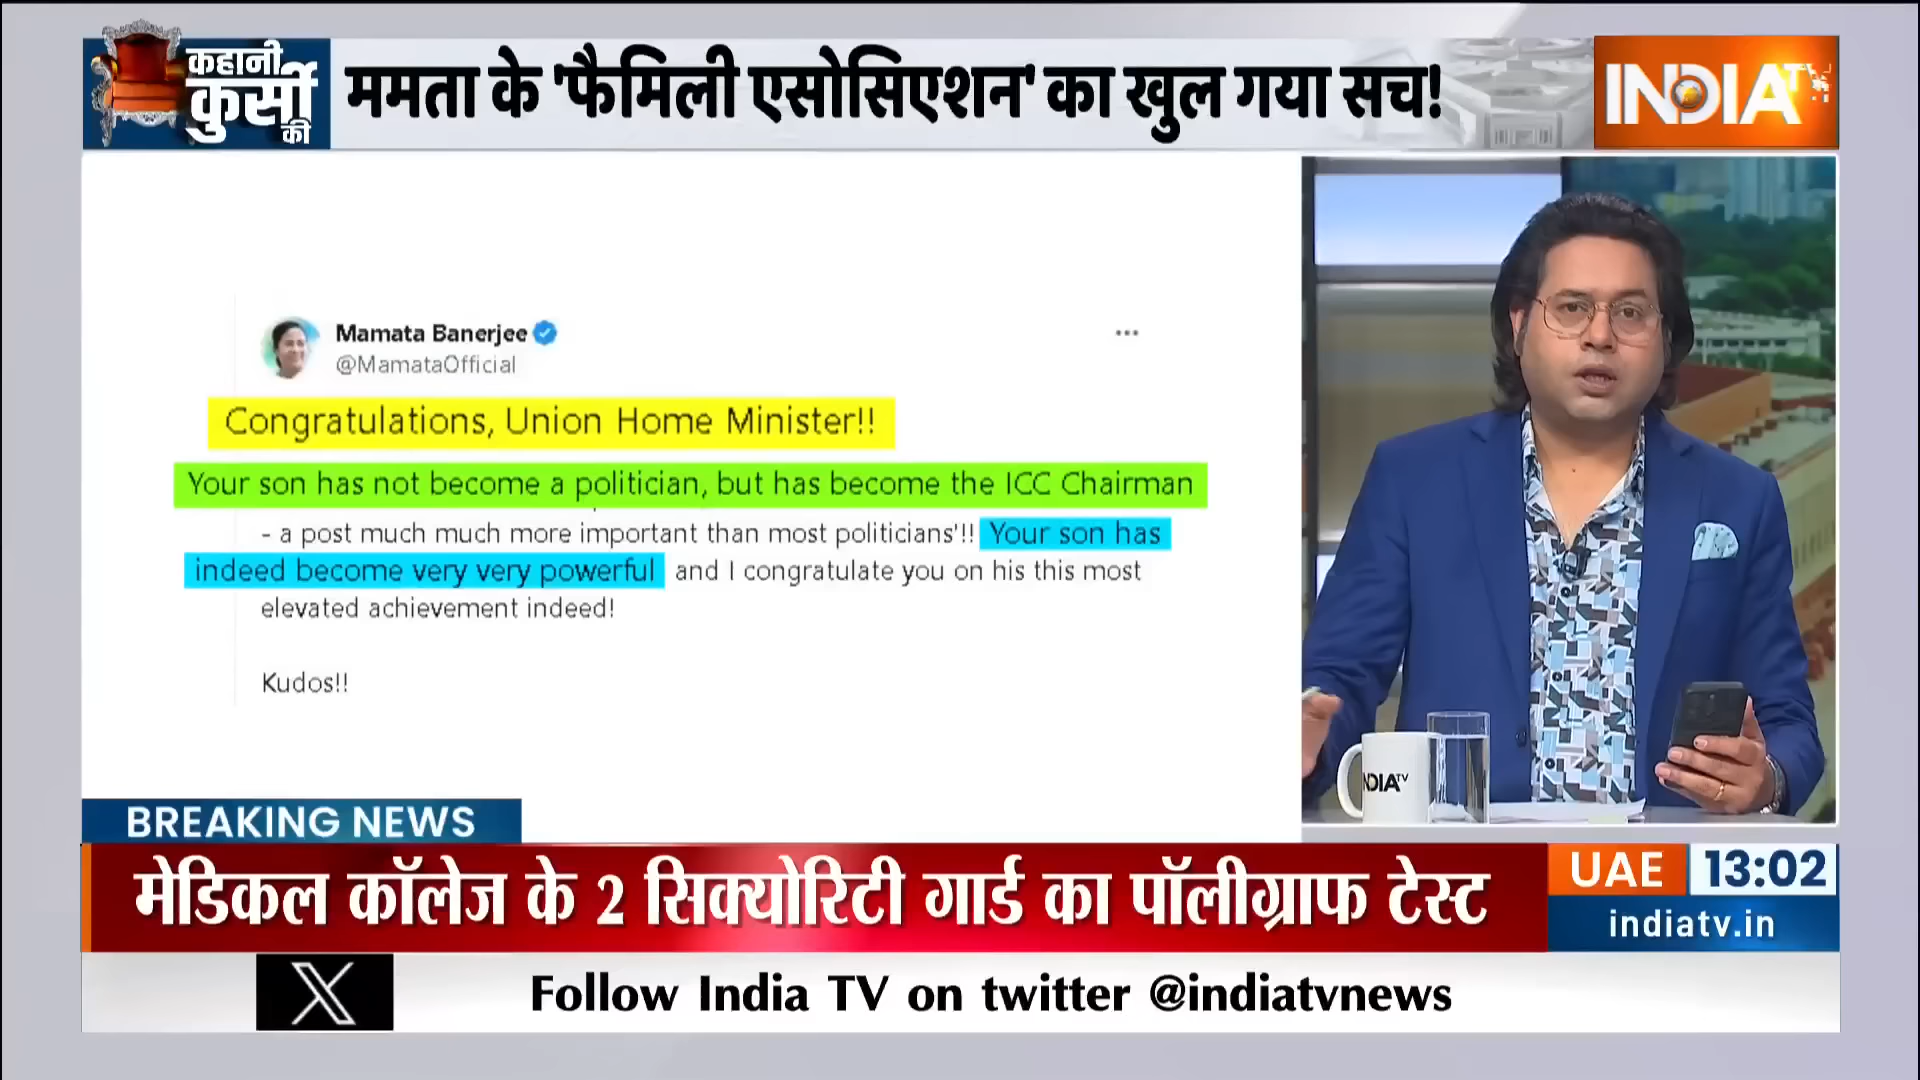 कहानी
कुर्सी
की
ममता के 'फैमिली एसोसिएशन' का खुल गया सच!
INDIA TV
Mamata Banerjee
@MamataOfficial
Congratulations, Union Home Minister!!
Your son has not become a politician, but has become the ICC Chairman
- a post much much more important than most politicians'!! Your son has
indeed become very very powerful and I congratulate you on his this most
elevated achievement indeed!
Kudos!!
INDIA TV
BREAKING NEWS
मेडिकल कॉलेज के 2 सिक्योरिटी गार्ड का पॉलीग्राफ टेस्ट
UAE 13:02
indiatv.in
X
Follow India TV on twitter @indiatvnews